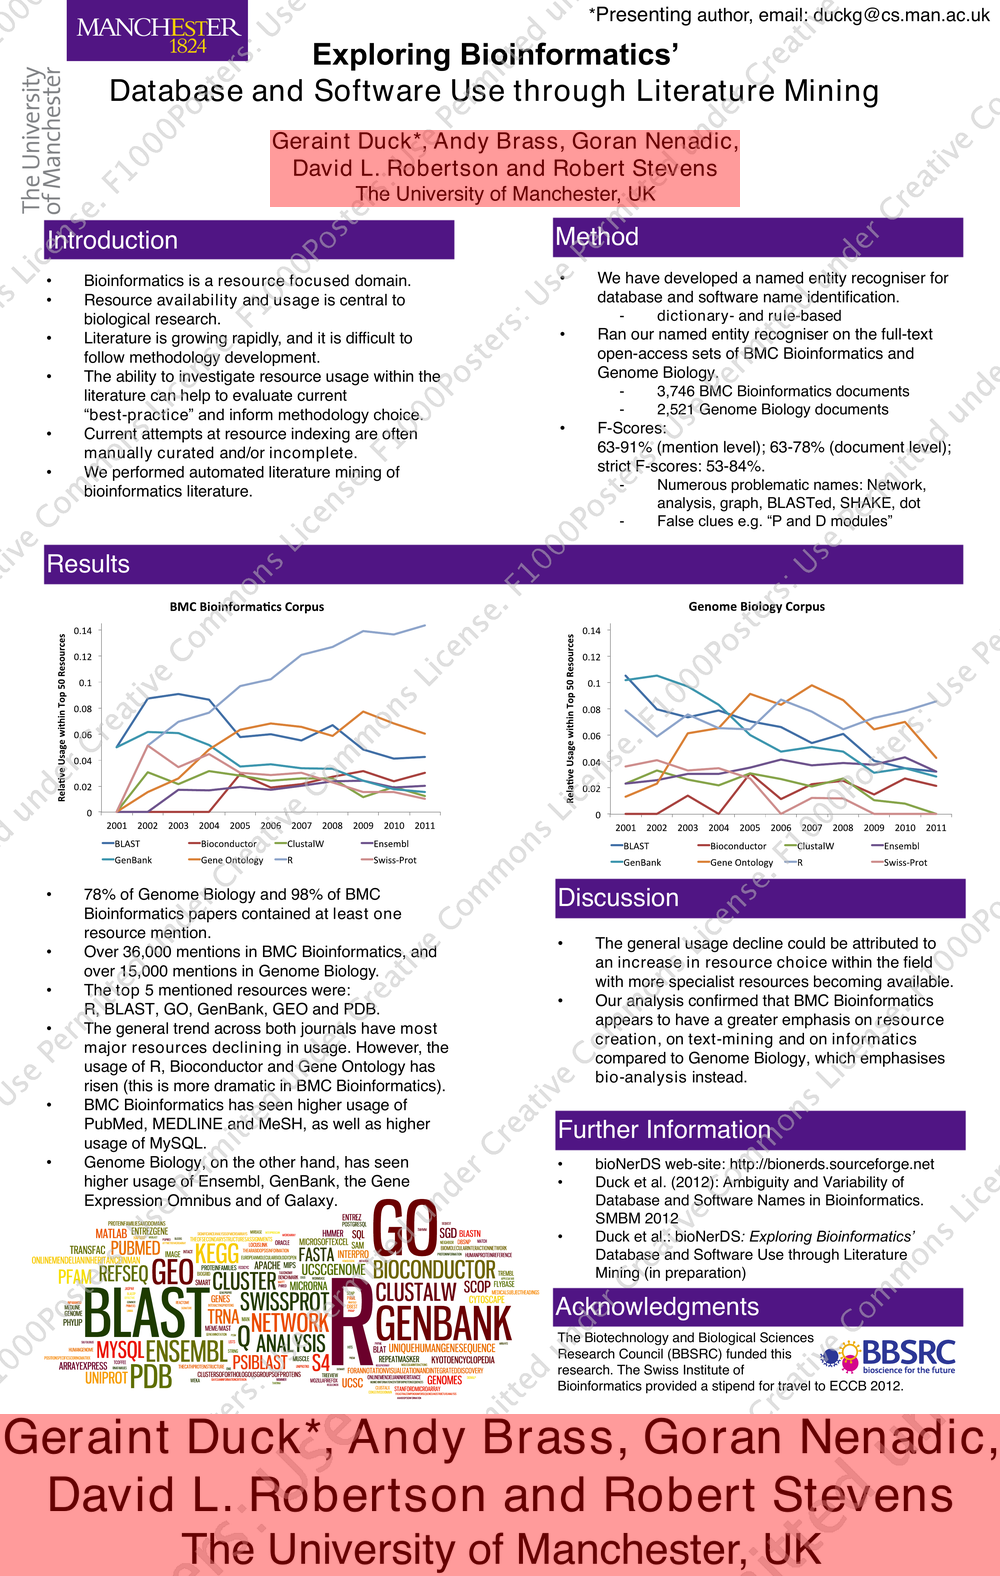 MANCHESTER
1824
The University
of Manchester
*Presenting author, email: duckg@cs.man.ac.uk
Exploring Bioinformatics’
Database and Software Use through Literature Mining
Geraint Duck*, Andy Brass, Goran Nenadic,
David L. Robertson and Robert Stevens
The University of Manchester, UK
Introduction
• Bioinformatics is a resource focused domain.
• Resource availability and usage is central to
biological research.
• Literature is growing rapidly, and it is difficult to
follow methodology development.
• The ability to investigate resource usage within the
literature can help to evaluate current
“best-practice” and inform methodology choice.
• Current attempts at resource indexing are often
manually curated and/or incomplete.
• We performed automated literature mining of
bioinformatics literature.
Method
• We have developed a named entity recogniser for
database and software name identification.
- dictionary- and rule-based
• Ran our named entity recogniser on the full-text
open-access sets of BMC Bioinformatics and
Genome Biology.
- 3,746 BMC Bioinformatics documents
- 2,521 Genome Biology documents
• F-Scores:
63-91% (mention level); 63-78% (document level);
strict F-scores: 53-84%.
- Numerous problematic names: Network,
analysis, graph, BLASTed, SHAKE, dot
- False clues e.g. “P and D modules”
Results
BMC Bioinformatics Corpus
Relative Usage within Top 50 Resources
0.14
0.12
0.1
0.08
0.06
0.04
0.02
0
2001 2002 2003 2004 2005 2006 2007 2008 2009 2010 2011
BLAST Bioconductor ClustalW Ensembl
GenBank Gene Ontology R Swiss-Prot
Genome Biology Corpus
Relative Usage within Top 50 Resources
0.14
0.12
0.1
0.08
0.06
0.04
0.02
0
2001 2002 2003 2004 2005 2006 2007 2008 2009 2010 2011
BLAST Bioconductor ClustalW Ensembl
GenBank Gene Ontology R Swiss-Prot
• 78% of Genome Biology and 98% of BMC
Bioinformatics papers contained at least one
resource mention.
• Over 36,000 mentions in BMC Bioinformatics, and
over 15,000 mentions in Genome Biology.
• The top 5 mentioned resources were:
R, BLAST, GO, GenBank, GEO and PDB.
• The general trend across both journals have most
major resources declining in usage. However, the
usage of R, Bioconductor and Gene Ontology has
risen (this is more dramatic in BMC Bioinformatics).
• BMC Bioinformatics has seen higher usage of
PubMed, MEDLINE and MeSH, as well as higher
usage of MySQL.
• Genome Biology, on the other hand, has seen
higher usage of Ensembl, GenBank, the Gene
Expression Omnibus and of Galaxy.
GO
ENTREZ
POSTGRESQL
MATLAB ENTREZGENE
HMMER SQL
SGD BLASTN
TRANSFAC PUBMED
KEGG
MICROSOFTEXCEL SAM
FASTA INTERPRO
PFAM REFSEQ GEO
IMAGE
APACHE MIPS
UCSCGENOME BIOCONDUCTOR
SMART CLUSTER
MICRORNA
CLUSTALW SCOP
FLYBASE
CYTOSCAPE
BLAST
GENES SWISSPROT
TRNA NETWORK
R
GENBANK
PHYLIP
MYSQL ENSEMBL
Q ANALYSIS
BLAT UNIQUEHUMANGENESEQUENCE
ARRAYEXPRESS
PSIBLAST MUSCLE S4
REPEATMASKER KYOTOENCYCLOPEDIA
UNIPROT PDB
CLUSTERSOFORTHOLOGOUSGROUPSOFPROTEINS
WEKA
UCSC GENOMES
STANFORDMICROARRAY
Discussion
• The general usage decline could be attributed to
an increase in resource choice within the field
with more specialist resources becoming available.
• Our analysis confirmed that BMC Bioinformatics
appears to have a greater emphasis on resource
creation, on text-mining and on informatics
compared to Genome Biology, which emphasises
bio-analysis instead.
Further Information
• bioNerDS web-site: http://bionerds.sourceforge.net
• Duck et al. (2012): Ambiguity and Variability of
Database and Software Names in Bioinformatics.
SMBM 2012
• Duck et al.: bioNerDS: Exploring Bioinformatics’
Database and Software Use through Literature
Mining (in preparation)
Acknowledgments
The Biotechnology and Biological Sciences
Research Council (BBSRC) funded this
research. The Swiss Institute of
Bioinformatics provided a stipend for travel to ECCB 2012.
BBSRC
bioscience for the future
Geraint Duck*, Andy Brass, Goran Nenadic,
David L. Robertson and Robert Stevens
The University of Manchester, UK
F1000Posters: Use Permitted under Creative Commons License.